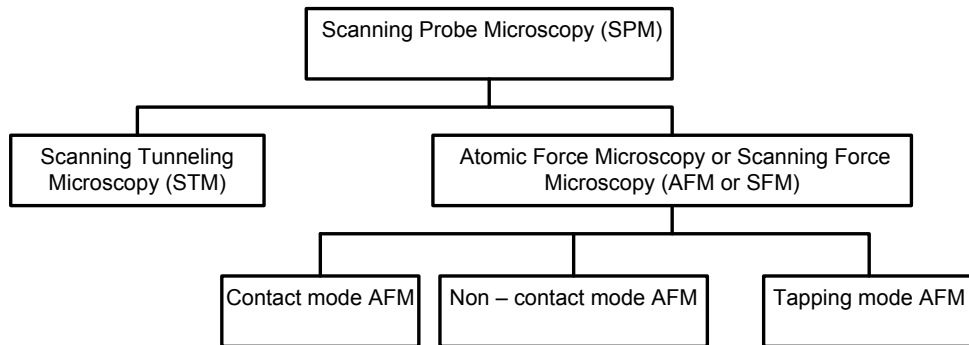 Scanning Probe Microscopy (SPM)
Scanning Tunneling
Microscopy (STM)
Atomic Force Microscopy or Scanning Force
Microscopy (AFM or SFM)
Contact mode AFM
Non – contact mode AFM
Tapping mode AFM